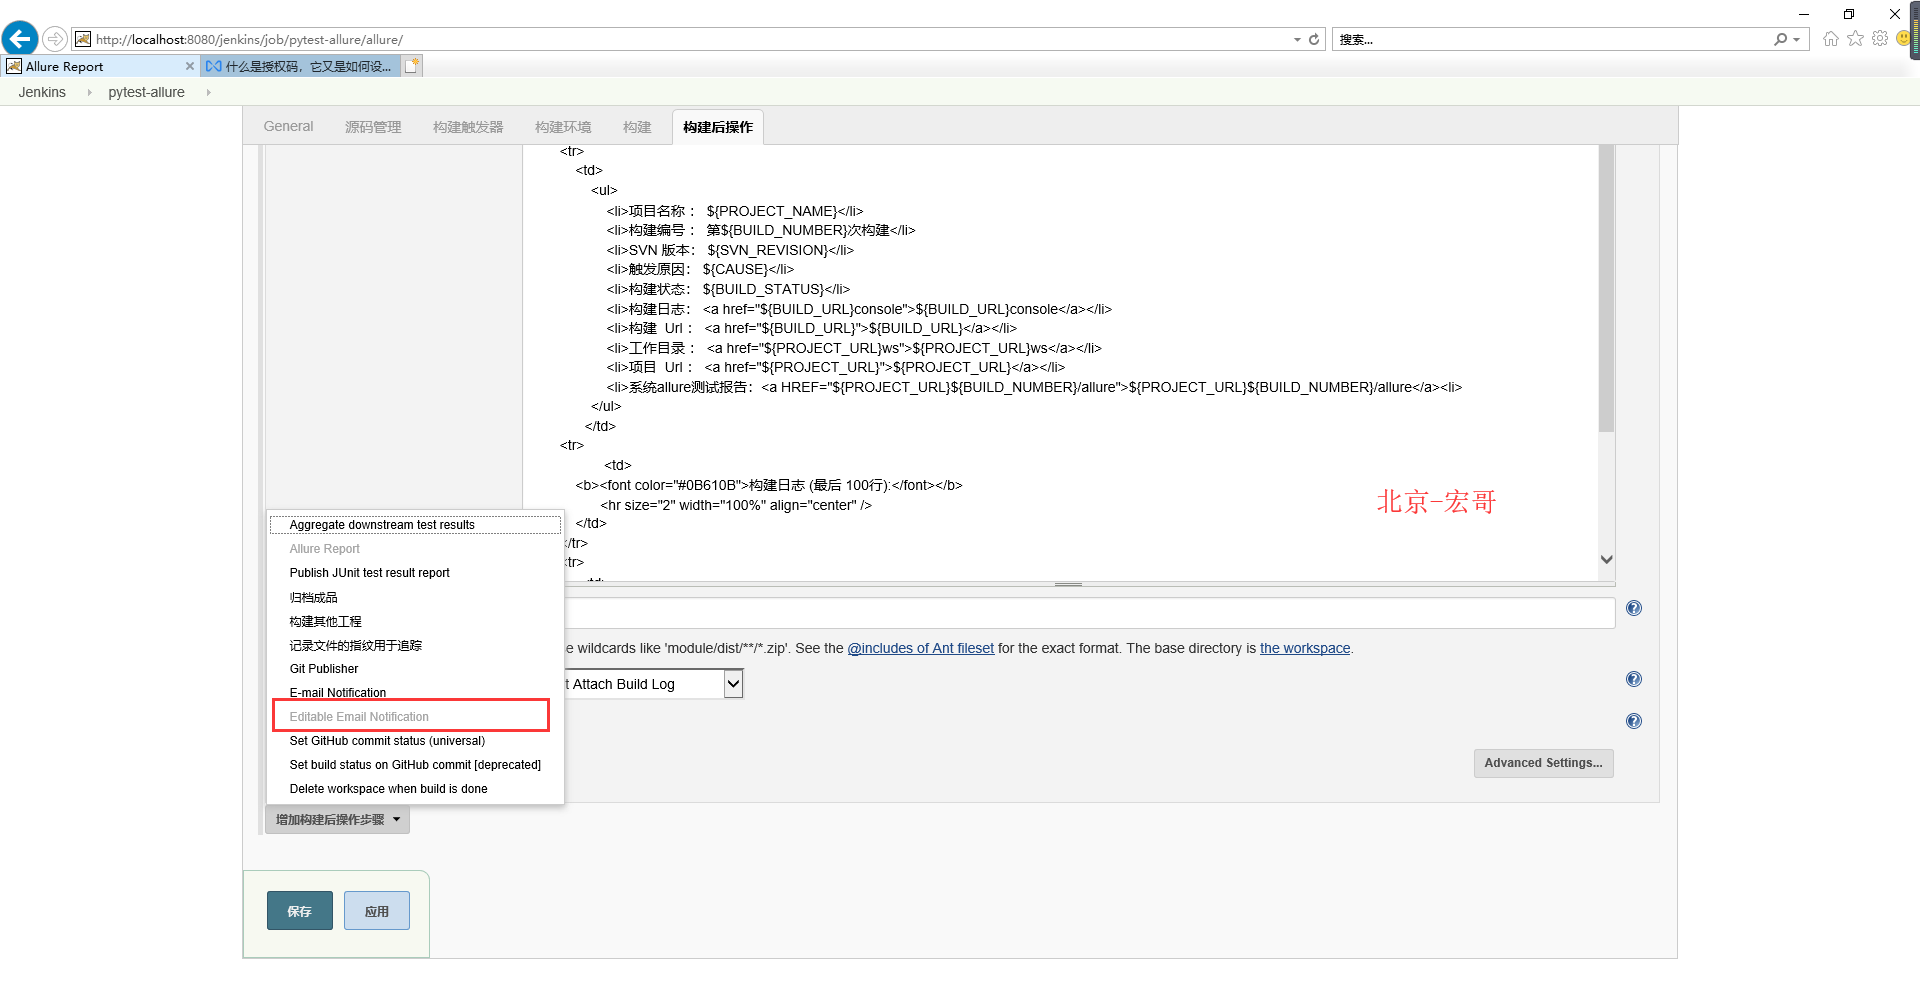 http://localhost:8080/jenkins/job/pytest-allure/allure/
搜索...
Allure Report
什么是授权码，它又是如何设...
Jenkins
pytest-allure
General
源码管理
构建触发器
构建环境
构建
构建后操作
<tr>
<td>
<ul>
<li>项目名称： ${PROJECT_NAME}</li>
<li>构建编号： 第${BUILD_NUMBER}次构建</li>
<li>SVN 版本： ${SVN_REVISION}</li>
<li>触发原因： ${CAUSE}</li>
<li>构建状态： ${BUILD_STATUS}</li>
<li>构建日志： <a href="${BUILD_URL}console">${BUILD_URL}console</a></li>
<li>构建 Url： <a href="${BUILD_URL}">${BUILD_URL}</a></li>
<li>工作目录： <a href="${PROJECT_URL}ws">${PROJECT_URL}ws</a></li>
<li>项目 Url： <a href="${PROJECT_URL}">${PROJECT_URL}</a></li>
<li>系统allure测试报告：<a HREF="${PROJECT_URL}${BUILD_NUMBER}/allure">${PROJECT_URL}${BUILD_NUMBER}/allure</a><li>
</ul>
</td>
<tr>
<td>
<b><font color="#0B610B">构建日志 (最后 100行):</font></b>
<hr size="2" width="100%" align="center" />
</td>
/tr>
tr>
北京-宏哥
Aggregate downstream test results
Allure Report
Publish JUnit test result report
归档成品
构建其他工程
记录文件的指纹用于追踪
Git Publisher
E-mail Notification
Editable Email Notification
Set GitHub commit status (universal)
Set build status on GitHub commit [deprecated]
Delete workspace when build is done
e wildcards like 'module/dist/**/*.zip'. See the @includes of Ant fileset for the exact format. The base directory is the workspace.
t Attach Build Log
Advanced Settings...
增加构建后操作步骤
保存
应用